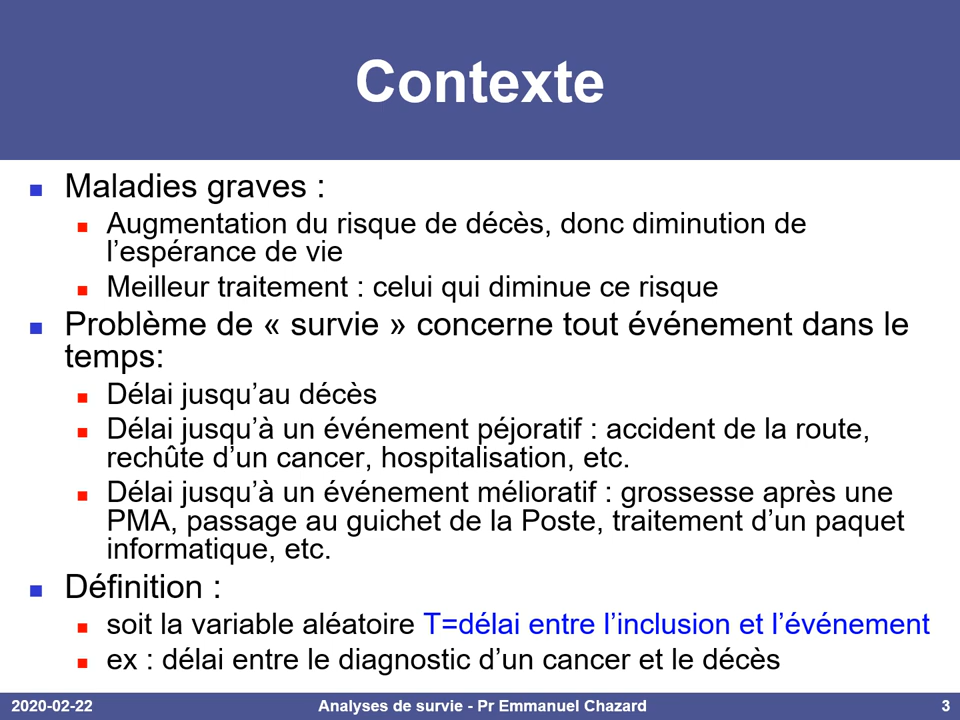 Contexte
Maladies graves :
Augmentation du risque de décès, donc diminution de
l’espérance de vie
Meilleur traitement : celui qui diminue ce risque
Problème de « survie » concerne tout événement dans le
temps:
Délai jusqu’au décès
Délai jusqu’à un événement péjoratif : accident de la route,
rechûte d’un cancer, hospitalisation, etc.
Délai jusqu’à un événement mélioratif : grossesse après une
PMA, passage au guichet de la Poste, traitement d’un paquet
informatique, etc.
Définition :
soit la variable aléatoire T=délai entre l’inclusion et l’événement
ex : délai entre le diagnostic d’un cancer et le décès
2020-02-22 Analyses de survie - Pr Emmanuel Chazard 3